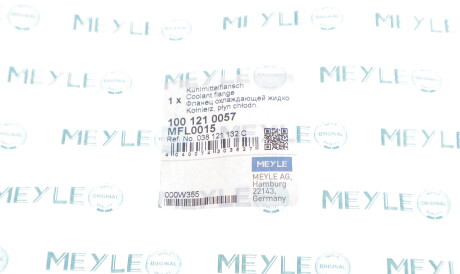 Kühlmittelflansch
1 x Coolant flange
Фланец охлаждающей жидко
Kołnierz, płyn chłodn.
100 121 0057
MFL0015
Ref. No. 038 121 132 C
MEYLE
MEYLE AG,
Hamburg
22143,
Germany
000W355
MEYLE ORIGINAL